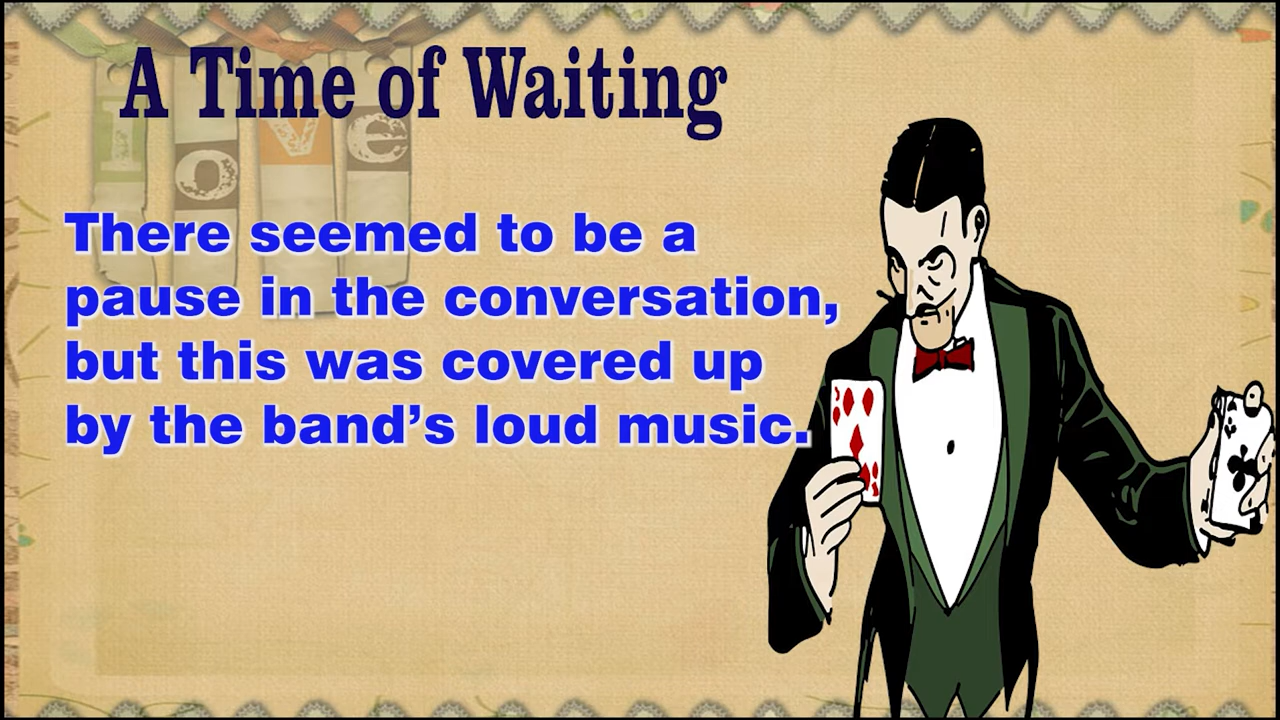 A Time of Waiting
love
There seemed to be a
pause in the conversation,
but this was covered up
by the band’s loud music.